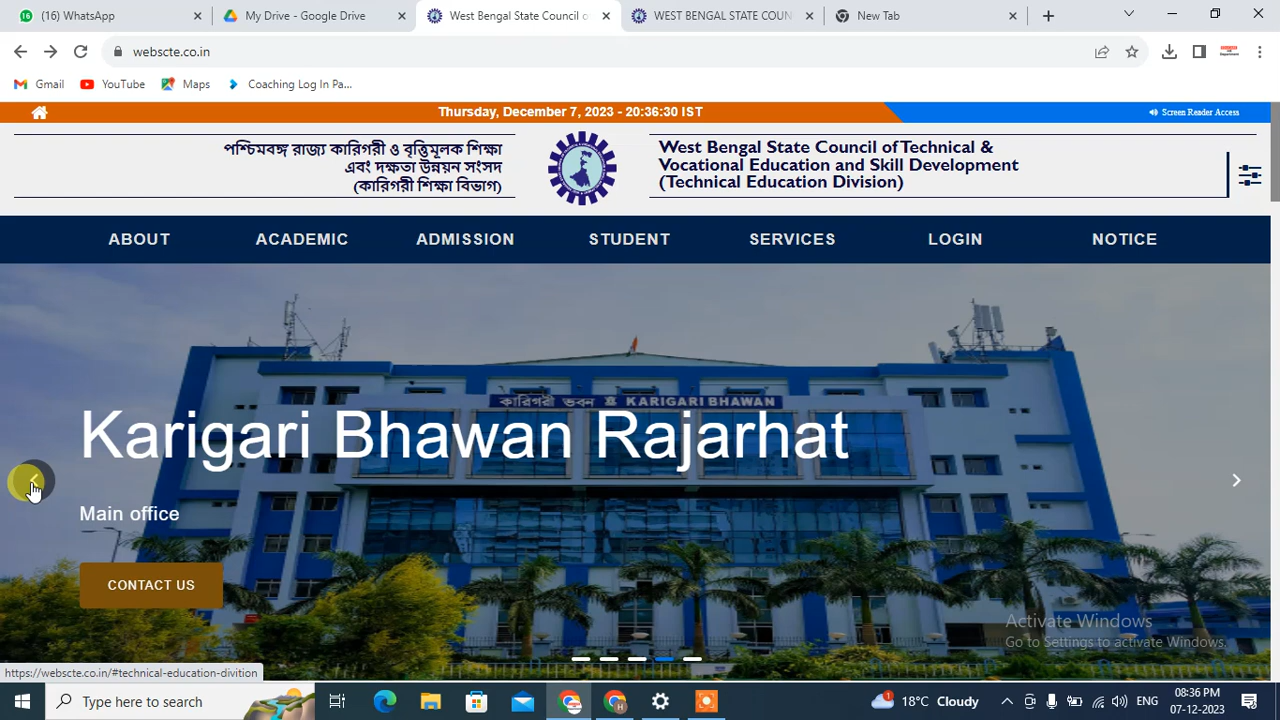 (16) WhatsApp
My Drive - Google Drive
West Bengal State Council o
WEST BENGAL STATE COUN
New Tab
webscte.co.in
Gmail
YouTube
Maps
Coaching Log In Pa...
Thursday, December 7, 2023 - 20:36:30 IST
Screen Reader Access
পশ্চিমবঙ্গ রাজ্য কারিগরী ও বৃত্তিমূলক শিক্ষা
এবং দক্ষতা উন্নয়ন সংসদ
(কারিগরী শিক্ষা বিভাগ)
West Bengal State Council of Technical &
Vocational Education and Skill Development
(Technical Education Division)
ABOUT
ACADEMIC
ADMISSION
STUDENT
SERVICES
LOGIN
NOTICE
কারিগরী ভবন KARIGARI BHAWAN
Karigari Bhawan Rajarhat
Main office
CONTACT US
Activate Windows
Go to Settings to activate Windows.
https://webscte.co.in/#technical-education-divition
Type here to search
18°C Cloudy
ENG
08:36 PM
07-12-2023